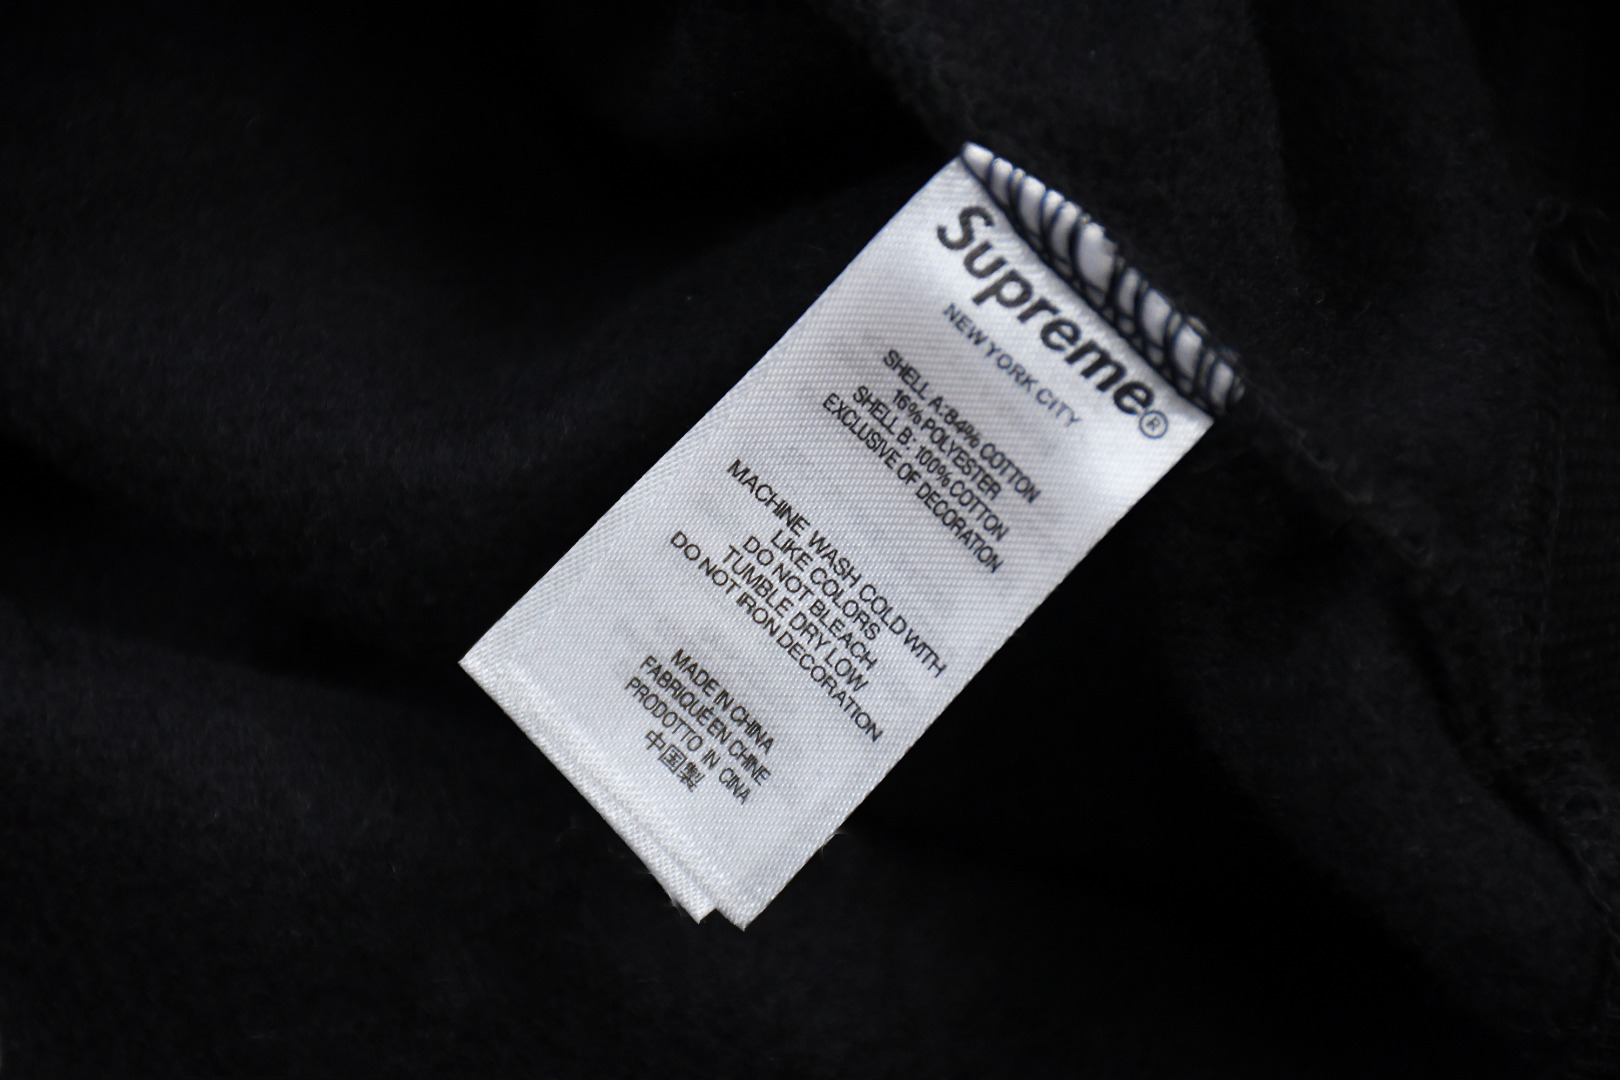 Supreme®
NEW YORK CITY
SHELL A: 84% COTTON
16% POLYESTER
SHELL B: 100% COTTON
EXCLUSIVE OF DECORATION
MACHINE WASH COLD WITH
LIKE COLORS
DO NOT BLEACH
TUMBLE DRY LOW
DO NOT IRON DECORATION
MADE IN CHINA
FABRIQUÉ EN CHINE
PRODOTTO IN CINA
中国製